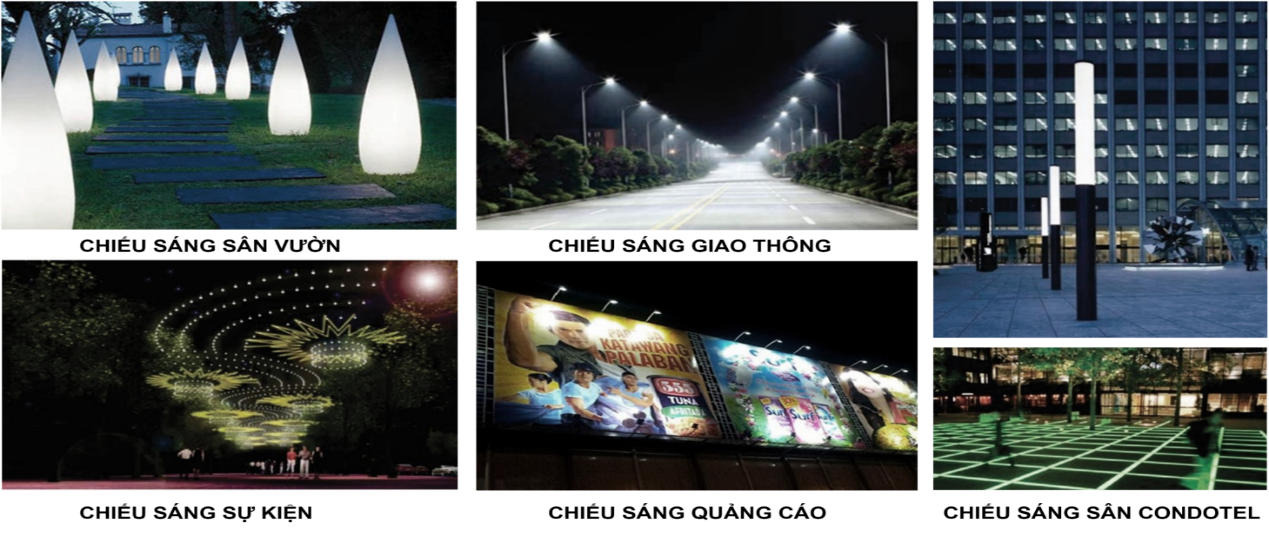 CHIẾU SÁNG SÂN VƯỜN
CHIẾU SÁNG GIAO THÔNG
KATAWANG
PALABAN
555
TUNA
Surf
CHIẾU SÁNG SỰ KIỆN
CHIẾU SÁNG QUẢNG CÁO
CHIẾU SÁNG SÂN CONDOTEL